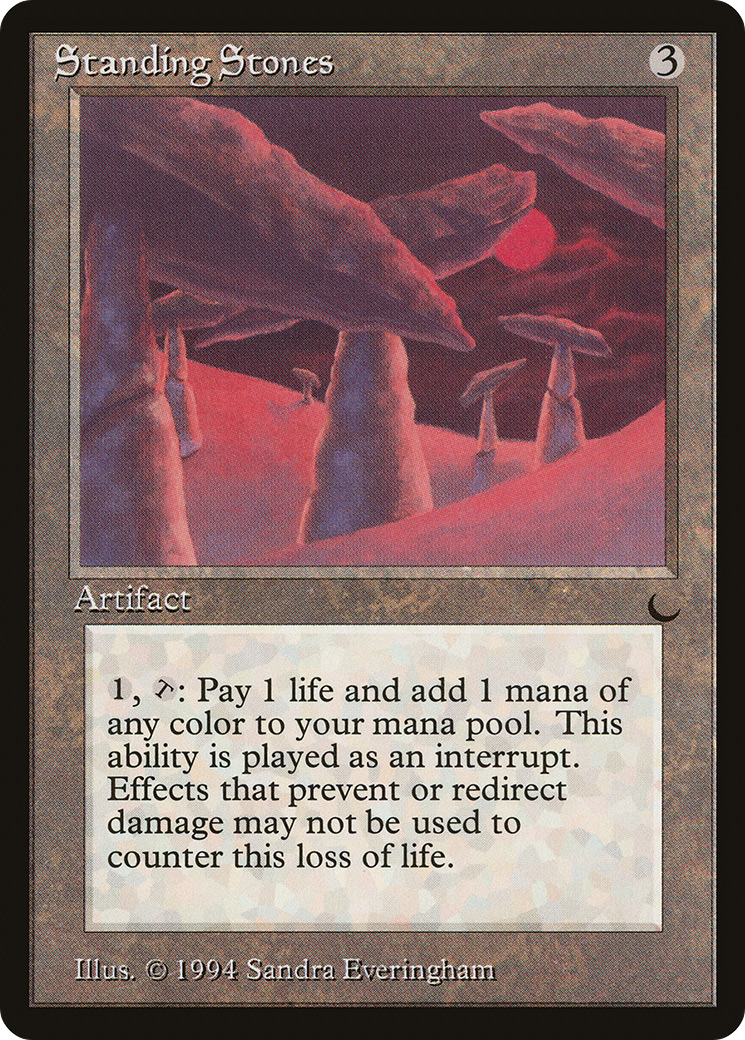 Standing Stones 3
Artifact
1, T: Pay 1 life and add 1 mana of
any color to your mana pool. This
ability is played as an interrupt.
Effects that prevent or redirect
damage may not be used to
counter this loss of life.
Illus. © 1994 Sandra Everingham